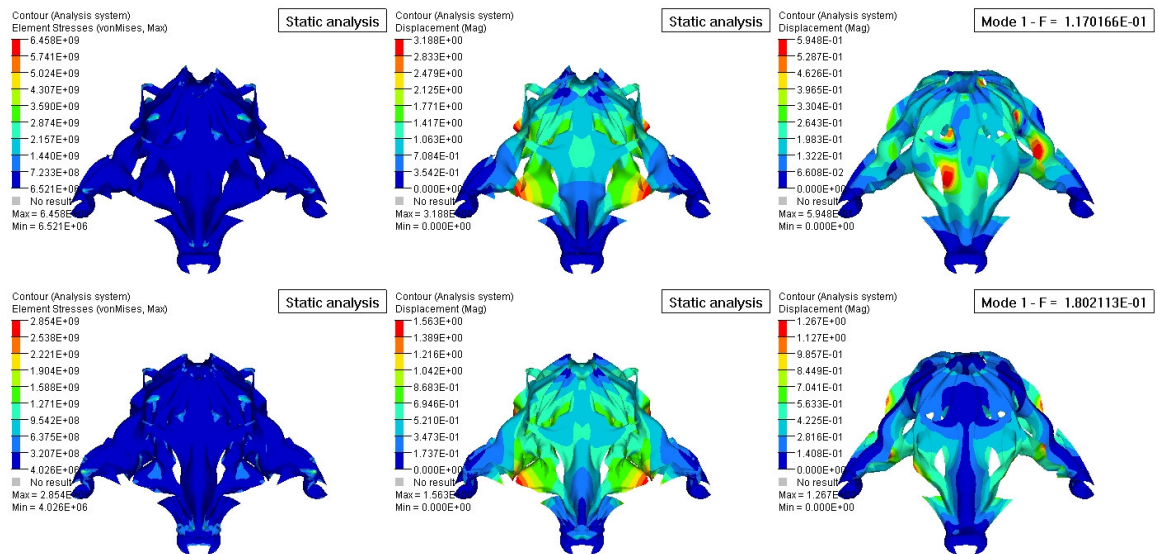 Contour (Analysis system)
Element Stresses (vonMises, Max)
6.458E+09
5.741E+09
5.024E+09
4.307E+09
3.590E+09
2.874E+09
2.157E+09
1.440E+09
7.233E+08
6.521E+06
No result
Max = 6.458E
Min = 6.521E+06
Static analysis
Contour (Analysis system)
Displacement (Mag)
3.188E+00
2.833E+00
2.479E+00
2.125E+00
1.771E+00
1.417E+00
1.063E+00
7.084E-01
3.542E-01
0.000E+00
No result
Max = 3.188E
Min = 0.000E+00
Static analysis
Contour (Analysis system)
Displacement (Mag)
5.948E-01
5.287E-01
4.626E-01
3.965E-01
3.304E-01
2.643E-01
1.983E-01
1.322E-01
6.608E-02
0.000E+00
No result
Max = 5.948E
Min = 0.000E+00
Mode 1 - F = 1.170166E-01
Contour (Analysis system)
Element Stresses (vonMises, Max)
2.854E+09
2.538E+09
2.221E+09
1.904E+09
1.588E+09
1.271E+09
9.542E+08
6.375E+08
3.207E+08
4.026E+06
No result
Max = 2.854E
Min = 4.026E+06
Static analysis
Contour (Analysis system)
Displacement (Mag)
1.563E+00
1.389E+00
1.216E+00
1.042E+00
8.683E-01
6.946E-01
5.210E-01
3.473E-01
1.737E-01
0.000E+00
No result
Max = 1.563E
Min = 0.000E+00
Static analysis
Contour (Analysis system)
Displacement (Mag)
1.267E+00
1.127E+00
9.857E-01
8.449E-01
7.041E-01
5.633E-01
4.225E-01
2.816E-01
1.408E-01
0.000E+00
No result
Max = 1.267E
Min = 0.000E+00
Mode 1 - F = 1.802113E-01